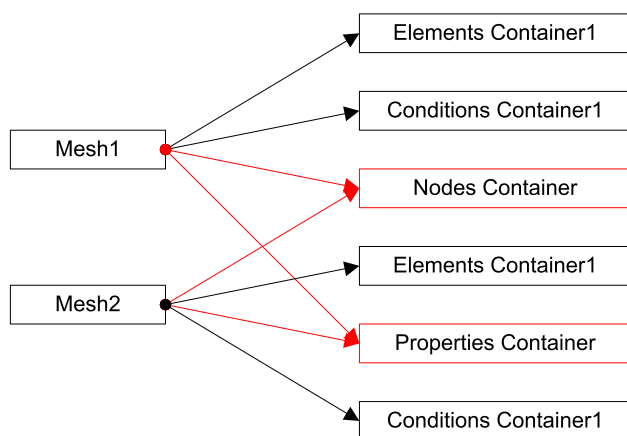 Elements Container1
Conditions Container1
Mesh1
Nodes Container
Elements Container1
Mesh2
Properties Container
Conditions Container1